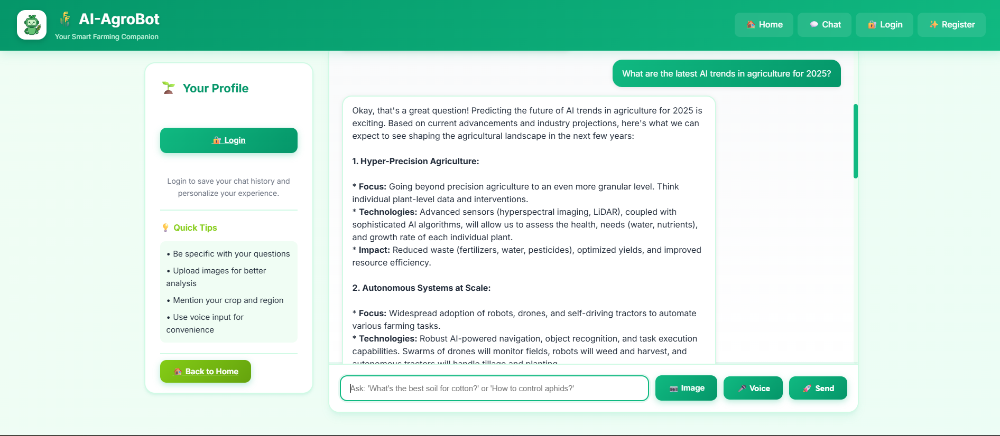 AI-AgroBot
Your Smart Farming Companion
Home
Chat
Login
Register
Your Profile
Login
Login to save your chat history and
personalize your experience.
Quick Tips
• Be specific with your questions
• Upload images for better
analysis
• Mention your crop and region
• Use voice input for
convenience
Back to Home
What are the latest AI trends in agriculture for 2025?
Okay, that's a great question! Predicting the future of AI trends in agriculture for 2025 is
exciting. Based on current advancements and industry projections, here's what we can
expect to see shaping the agricultural landscape in the next few years:
1. Hyper-Precision Agriculture:
* Focus: Going beyond precision agriculture to an even more granular level. Think
individual plant-level data and interventions.
* Technologies: Advanced sensors (hyperspectral imaging, LiDAR), coupled with
sophisticated AI algorithms, will allow us to assess the health, needs (water, nutrients),
and growth rate of each individual plant.
* Impact: Reduced waste (fertilizers, water, pesticides), optimized yields, and improved
resource efficiency.
2. Autonomous Systems at Scale:
* Focus: Widespread adoption of robots, drones, and self-driving tractors to automate
various farming tasks.
* Technologies: Robust AI-powered navigation, object recognition, and task execution
capabilities. Swarms of drones will monitor fields, robots will weed and harvest, and
autonomous tractors will handle tillage and planting.
Ask: 'What's the best soil for cotton?' or 'How to control aphids?'
Image
Voice
Send